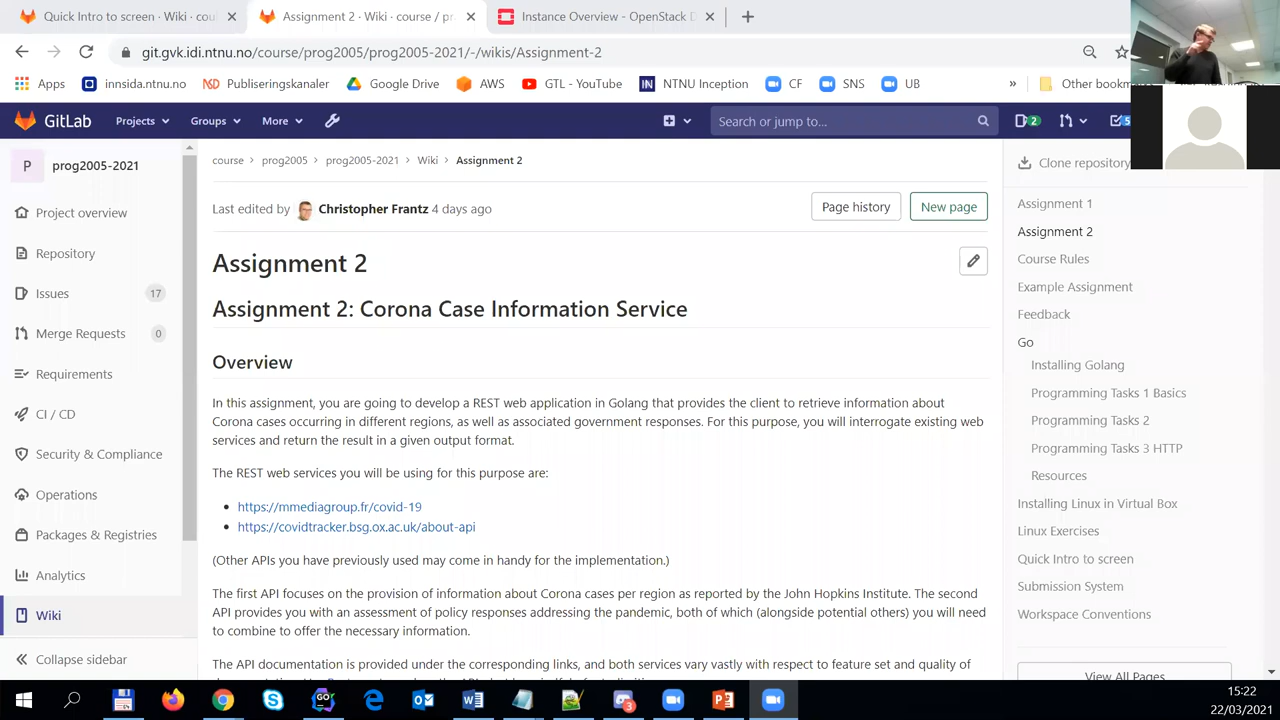 Quick Intro to screen · Wiki · cou
Assignment 2 · Wiki · course / pr
Instance Overview - OpenStack D
git.gvk.idi.ntnu.no/course/prog2005/prog2005-2021/-/wikis/Assignment-2
Apps innsida.ntnu.no Publiseringskanaler Google Drive AWS GTL - YouTube NTNU Inception CF SNS UB » Other bookm
GitLab Projects Groups More Search or jump to... 2 5
P prog2005-2021
Project overview
Repository
Issues 17
Merge Requests 0
Requirements
CI / CD
Security & Compliance
Operations
Packages & Registries
Analytics
Wiki
Collapse sidebar
course > prog2005 > prog2005-2021 > Wiki > Assignment 2
Last edited by Christopher Frantz 4 days ago
Page history New page
Assignment 2
Assignment 2: Corona Case Information Service
Overview
In this assignment, you are going to develop a REST web application in Golang that provides the client to retrieve information about
Corona cases occurring in different regions, as well as associated government responses. For this purpose, you will interrogate existing web
services and return the result in a given output format.
The REST web services you will be using for this purpose are:
• https://mmediagroup.fr/covid-19
• https://covidtracker.bsg.ox.ac.uk/about-api
(Other APIs you have previously used may come in handy for the implementation.)
The first API focuses on the provision of information about Corona cases per region as reported by the John Hopkins Institute. The second
API provides you with an assessment of policy responses addressing the pandemic, both of which (alongside potential others) you will need
to combine to offer the necessary information.
The API documentation is provided under the corresponding links, and both services vary vastly with respect to feature set and quality of
Clone repository
Assignment 1
Assignment 2
Course Rules
Example Assignment
Feedback
Go
Installing Golang
Programming Tasks 1 Basics
Programming Tasks 2
Programming Tasks 3 HTTP
Resources
Installing Linux in Virtual Box
Linux Exercises
Quick Intro to screen
Submission System
Workspace Conventions
View All Pages
15:22
22/03/2021